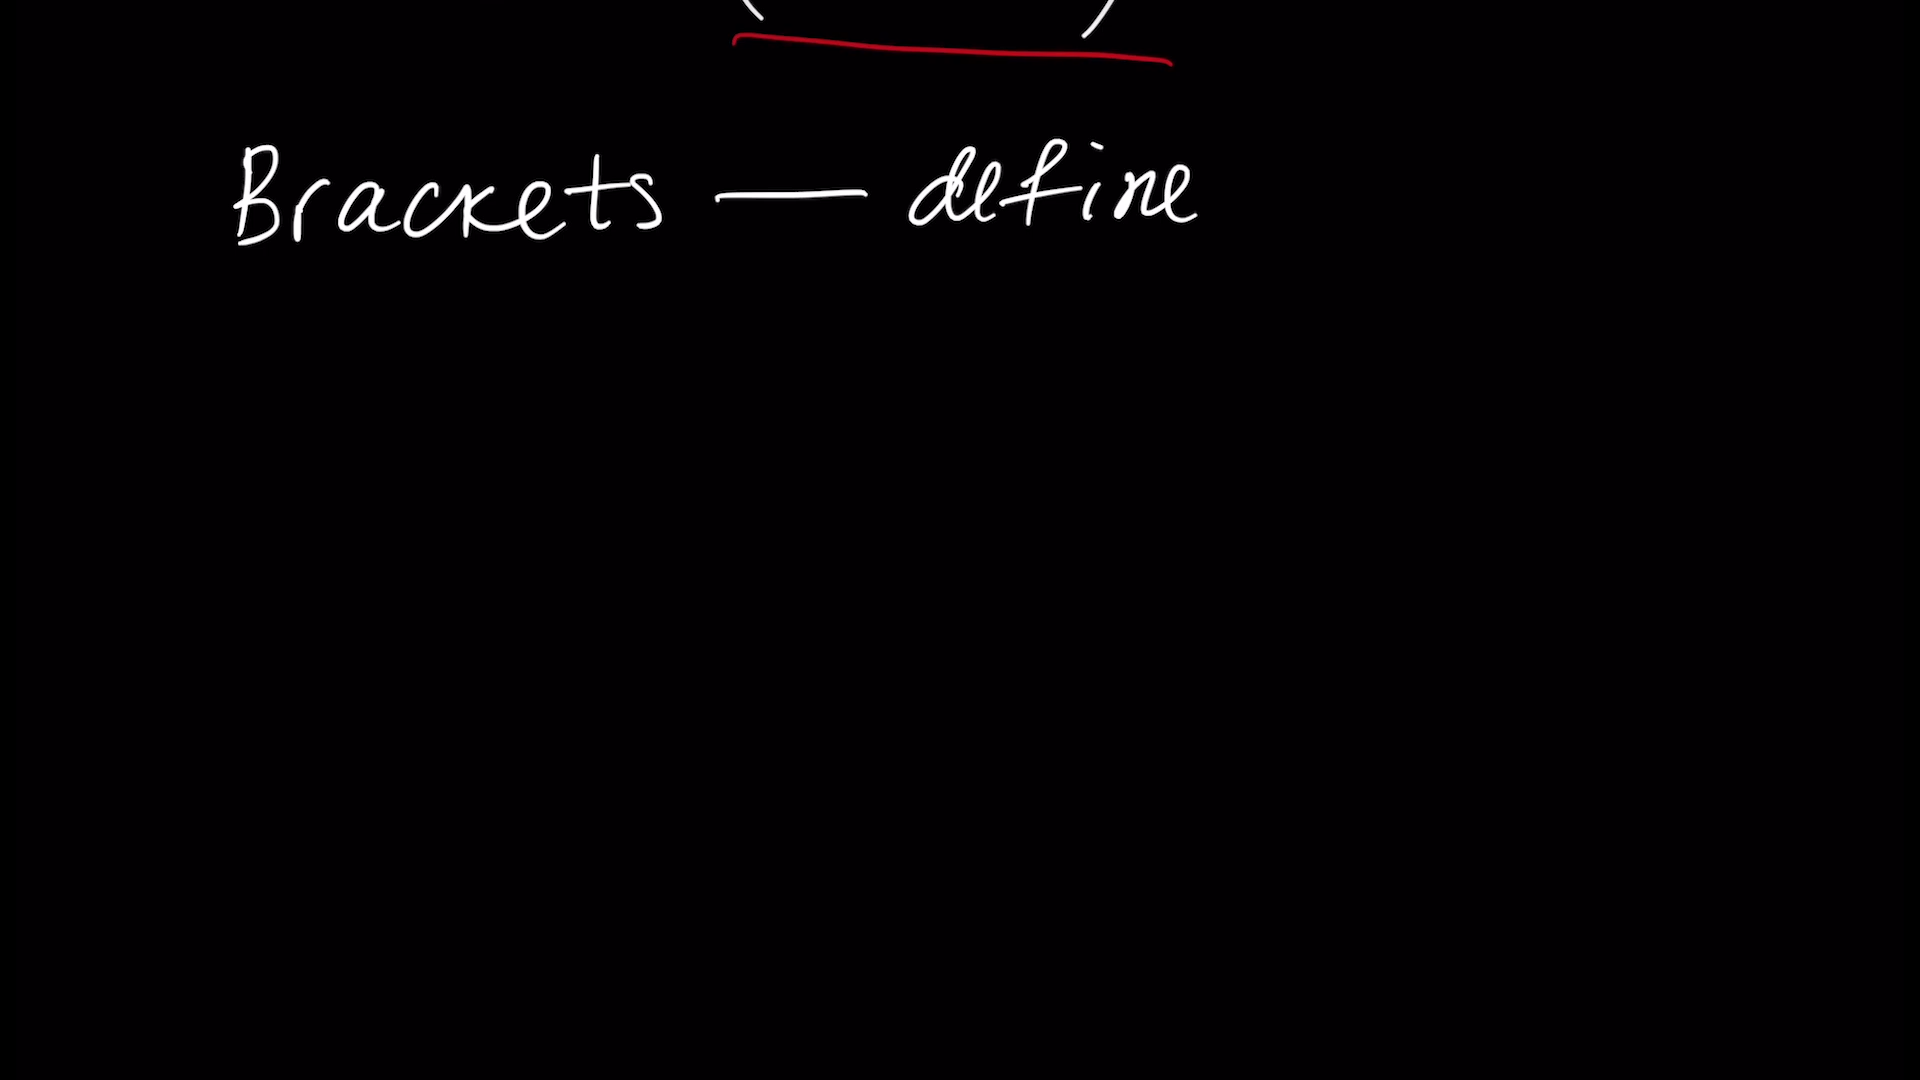 ( )
Brackets — define